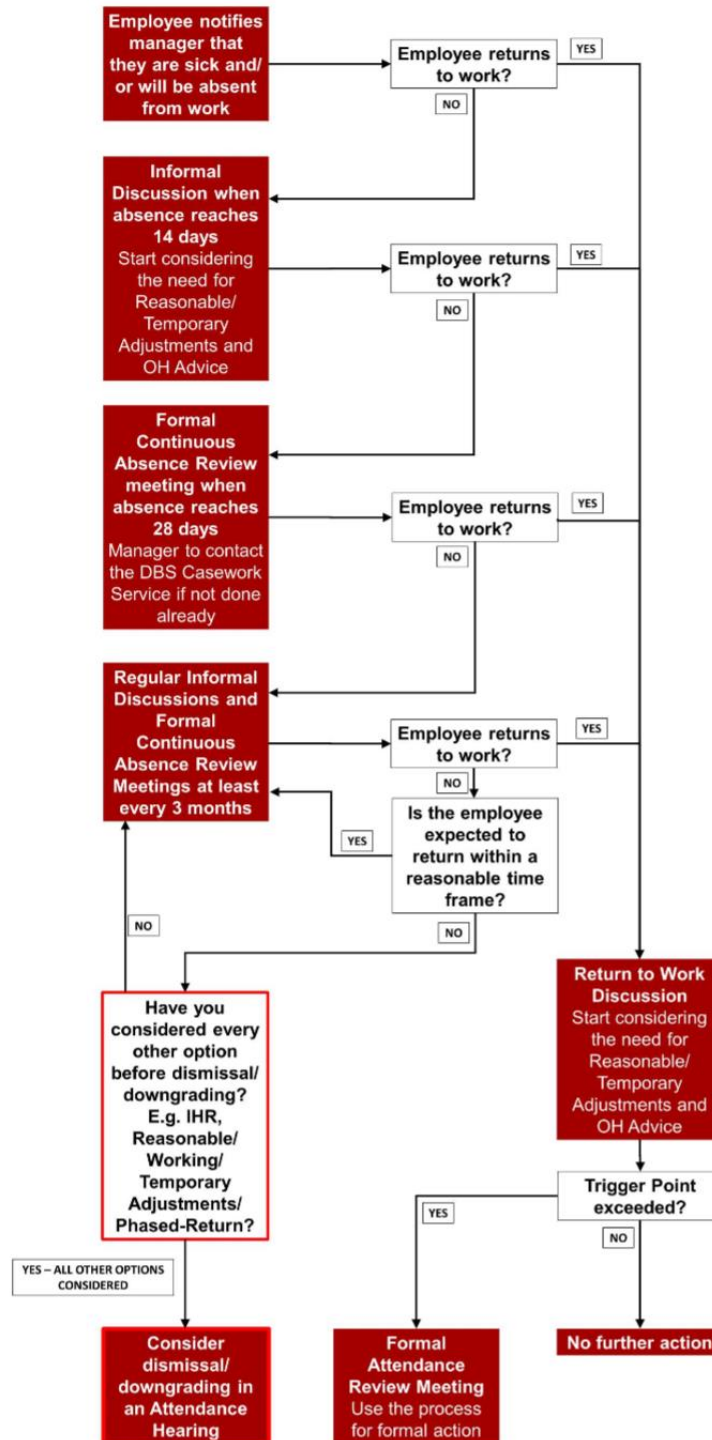 Employee notifies
manager that
they are sick and/
or will be absent
from work
Employee returns
to work?
YES
NO
Informal
Discussion when
absence reaches
14 days
Start considering
the need for
Reasonable/
Temporary
Adjustments and
OH Advice
Employee returns
to work?
YES
NO
Formal
Continuous
Absence Review
meeting when
absence reaches
28 days
Manager to contact
the DBS Casework
Service if not done
already
Employee returns
to work?
YES
NO
Regular Informal
Discussions and
Formal
Continuous
Absence Review
Meetings at least
every 3 months
Employee returns
to work?
YES
NO
Is the employee
expected to
return within a
reasonable time
frame?
YES
NO
NO
Have you
considered every
other option
before dismissal/
downgrading?
E.g. IHR,
Reasonable/
Working/
Temporary
Adjustments/
Phased-Return?
Return to Work
Discussion
Start considering
the need for
Reasonable/
Temporary
Adjustments and
OH Advice
Trigger Point
exceeded?
YES
NO
YES – ALL OTHER OPTIONS
CONSIDERED
Consider
dismissal/
downgrading in
an Attendance
Hearing
Formal
Attendance
Review Meeting
Use the process
for formal action
No further action